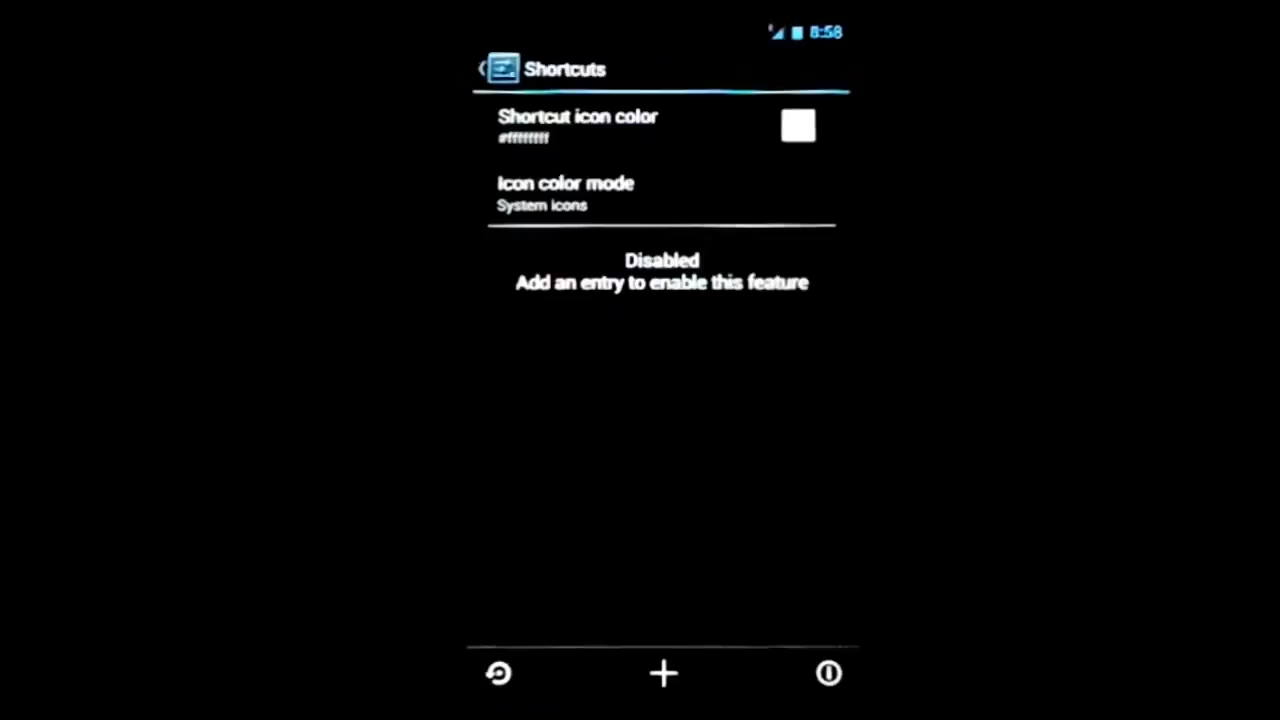 8:58
Shortcuts
Shortcut icon color
#ffffffff
Icon color mode
System icons
Disabled
Add an entry to enable this feature